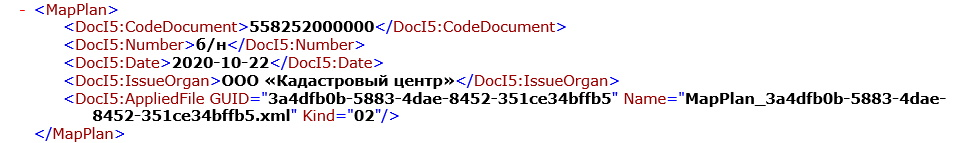 - <MapPlan>
<DocI5:CodeDocument>558252000000</DocI5:CodeDocument>
<DocI5:Number>б/н</DocI5:Number>
<DocI5:Date>2020-10-22</DocI5:Date>
<DocI5:IssueOrgan>ООО «Кадастровый центр»</DocI5:IssueOrgan>
<DocI5:AppliedFile GUID="3a4dfb0b-5883-4dae-8452-351ce34bffb5" Name="MapPlan_3a4dfb0b-5883-4dae-
8452-351ce34bffb5.xml" Kind="02"/>
</MapPlan>